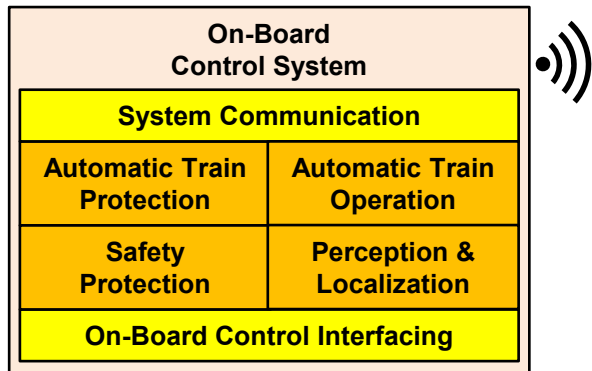 On-Board
Control System
System Communication
Automatic Train
Protection
Automatic Train
Operation
Safety
Protection
Perception &
Localization
On-Board Control Interfacing